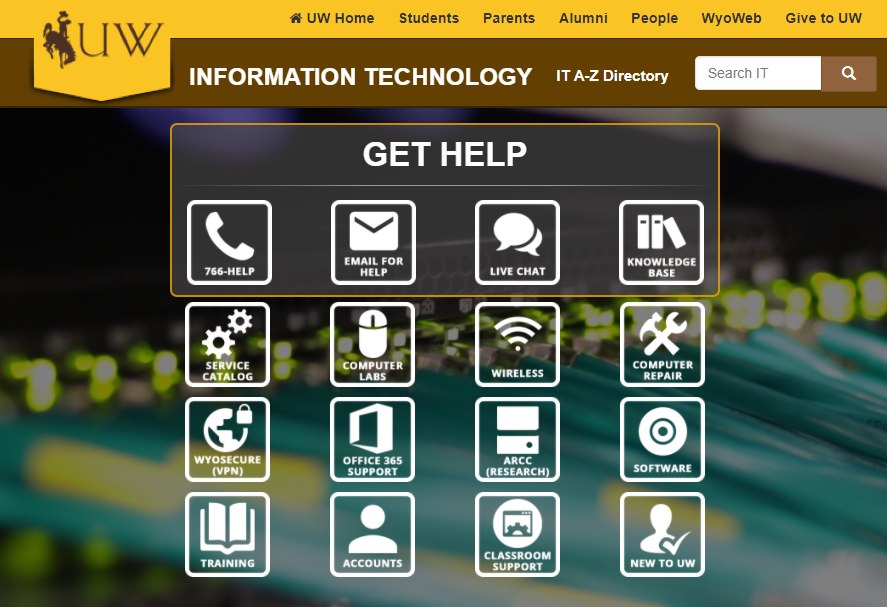 UW Home Students Parents Alumni People WyoWeb Give to UW
UW
INFORMATION TECHNOLOGY IT A-Z Directory Search IT
GET HELP
766-HELP
EMAIL FOR
HELP
LIVE CHAT
KNOWLEDGE
BASE
SERVICE
CATALOG
COMPUTER
LABS
WIRELESS
COMPUTER
REPAIR
WYOSECURE
(VPN)
OFFICE 365
SUPPORT
ARCC
(RESEARCH)
SOFTWARE
TRAINING
ACCOUNTS
CLASSROOM
SUPPORT
NEW TO UW